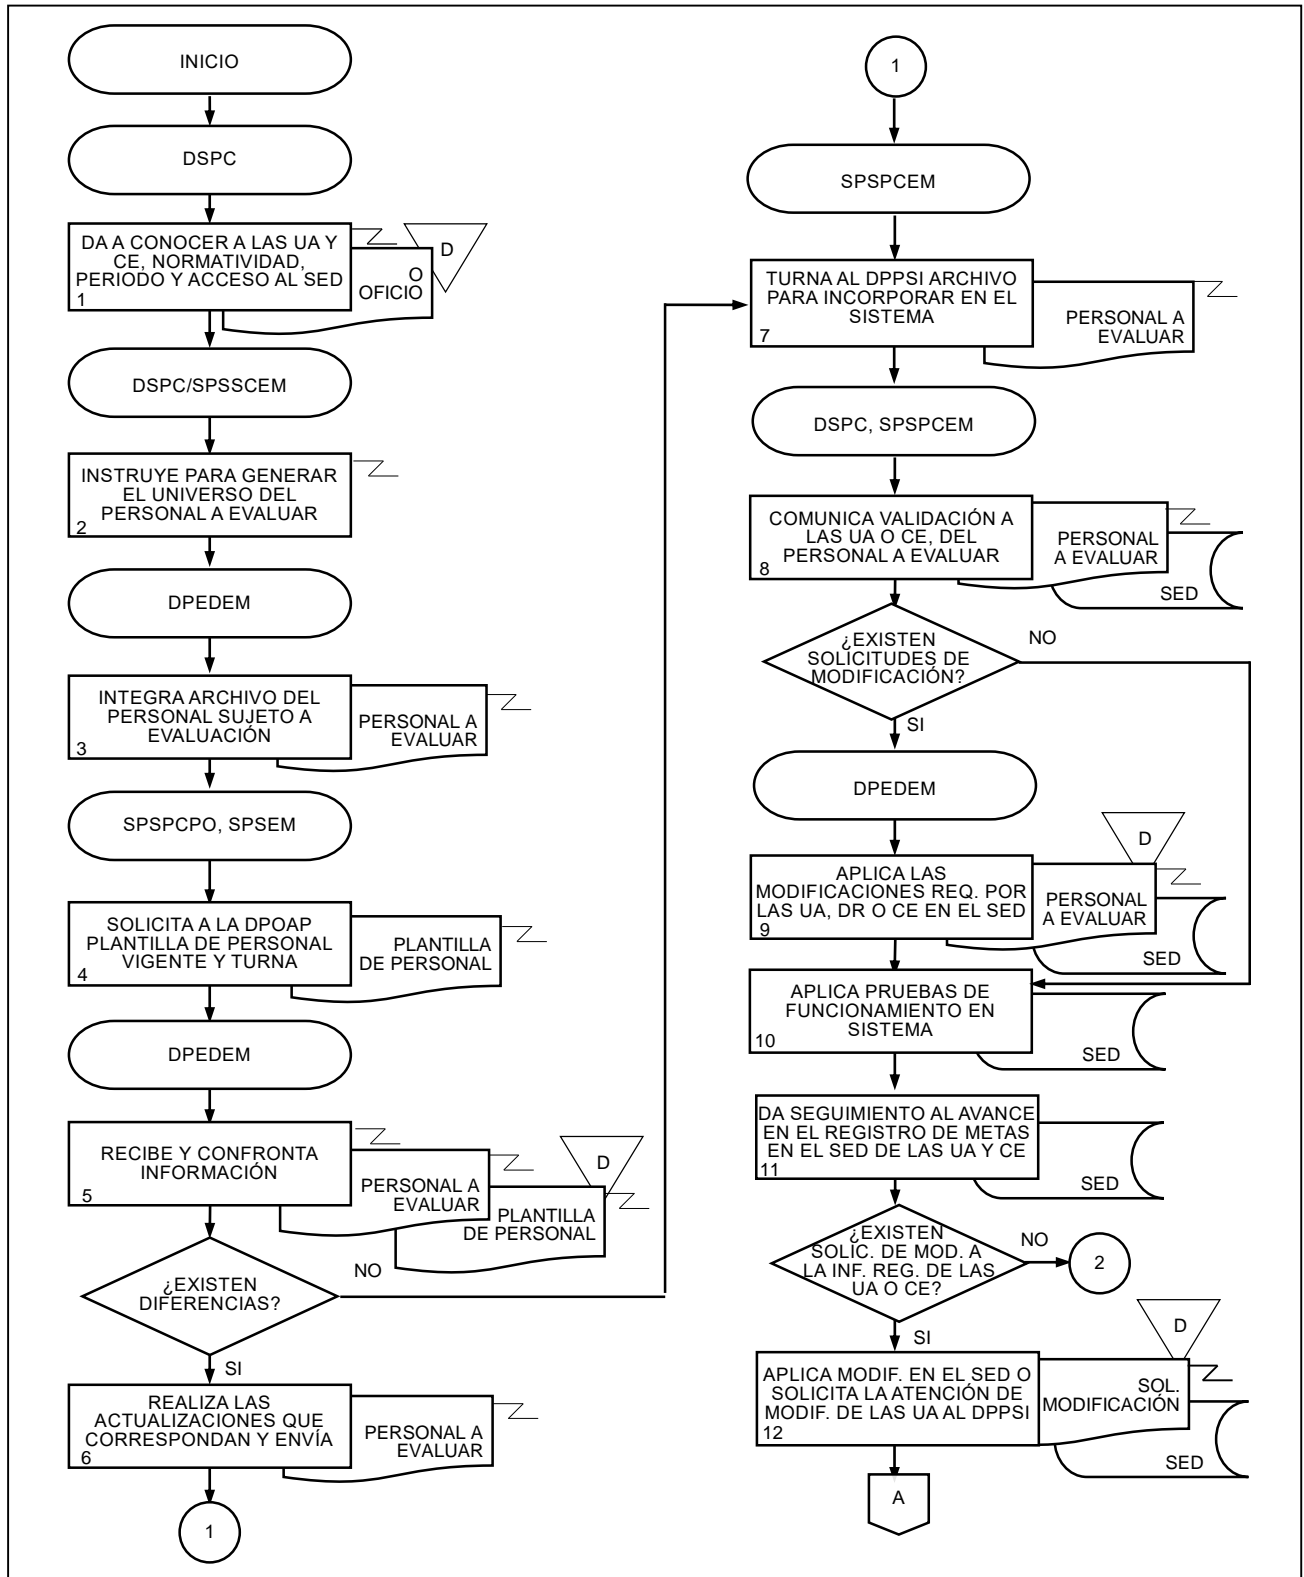 INICIO
DSPC
DA A CONOCER A LAS UA Y
CE, NORMATIVIDAD,
PERIODO Y ACCESO AL SED
1
O
OFICIO
D
DSPC/SPSSCEM
INSTRUYE PARA GENERAR
EL UNIVERSO DEL
PERSONAL A EVALUAR
2
DPEDEM
INTEGRA ARCHIVO DEL
PERSONAL SUJETO A
EVALUACIÓN
3
PERSONAL A
EVALUAR
SPSPCPO, SPSEM
SOLICITA A LA DPOAP
PLANTILLA DE PERSONAL
VIGENTE Y TURNA
4
PLANTILLA
DE PERSONAL
DPEDEM
RECIBE Y CONFRONTA
INFORMACIÓN
5
PERSONAL A
EVALUAR
PLANTILLA
DE PERSONAL
D
¿EXISTEN
DIFERENCIAS?
NO
SI
REALIZA LAS
ACTUALIZACIONES QUE
CORRESPONDAN Y ENVÍA
6
PERSONAL A
EVALUAR
1
1
SPSPCEM
TURNA AL DPPSI ARCHIVO
PARA INCORPORAR EN EL
SISTEMA
7
PERSONAL A
EVALUAR
DSPC, SPSPCEM
COMUNICA VALIDACIÓN A
LAS UA O CE, DEL
PERSONAL A EVALUAR
8
PERSONAL
A EVALUAR
SED
¿EXISTEN
SOLICITUDES DE
MODIFICACIÓN?
NO
SI
DPEDEM
APLICA LAS
MODIFICACIONES REQ. POR
LAS UA, DR O CE EN EL SED
9
PERSONAL
A EVALUAR
D
SED
APLICA PRUEBAS DE
FUNCIONAMIENTO EN
SISTEMA
10
SED
DA SEGUIMIENTO AL AVANCE
EN EL REGISTRO DE METAS
EN EL SED DE LAS UA Y CE
11
SED
¿EXISTEN
SOLIC. DE MOD. A
LA INF. REG. DE LAS
UA O CE?
NO
2
SI
APLICA MODIF. EN EL SED O
SOLICITA LA ATENCIÓN DE
MODIF. DE LAS UA AL DPPSI
12
SOL.
MODIFICACIÓN
D
SED
A